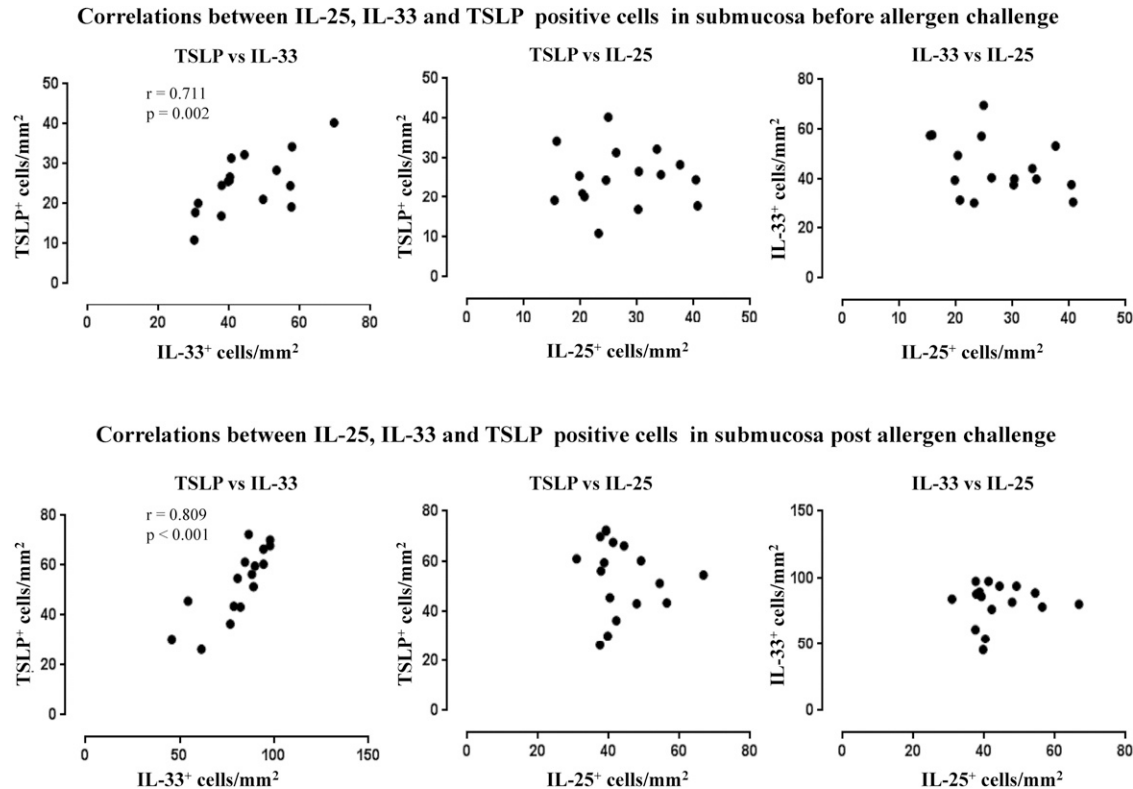 Correlations between IL-25, IL-33 and TSLP positive cells in submucosa before allergen challenge
TSLP vs IL-33
r = 0.711
p = 0.002
TSLP⁺ cells/mm²
50
40
30
20
10
0
0 20 40 60 80
IL-33⁺ cells/mm²
TSLP vs IL-25
TSLP⁺ cells/mm²
50
40
30
20
10
0
0 10 20 30 40 50
IL-25⁺ cells/mm²
IL-33 vs IL-25
IL-33⁺ cells/mm²
80
60
40
20
0
0 10 20 30 40 50
IL-25⁺ cells/mm²
Correlations between IL-25, IL-33 and TSLP positive cells in submucosa post allergen challenge
TSLP vs IL-33
r = 0.809
p < 0.001
TSLP⁺ cells/mm²
80
60
40
20
0
0 50 100 150
IL-33⁺ cells/mm²
TSLP vs IL-25
TSLP⁺ cells/mm²
80
60
40
20
0
0 20 40 60 80
IL-25⁺ cells/mm²
IL-33 vs IL-25
IL-33⁺ cells/mm²
150
100
50
0
0 20 40 60 80
IL-25⁺ cells/mm²